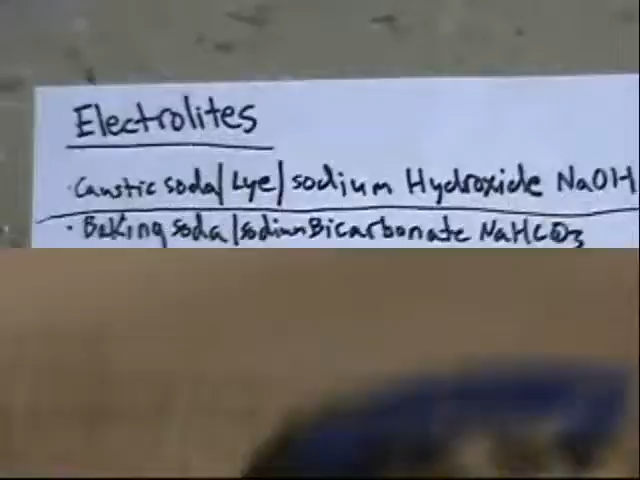 Electrolites
· Caustic soda/Lye/sodium Hydroxide NaOH
· Baking soda/sodium Bicarbonate NaHCO3